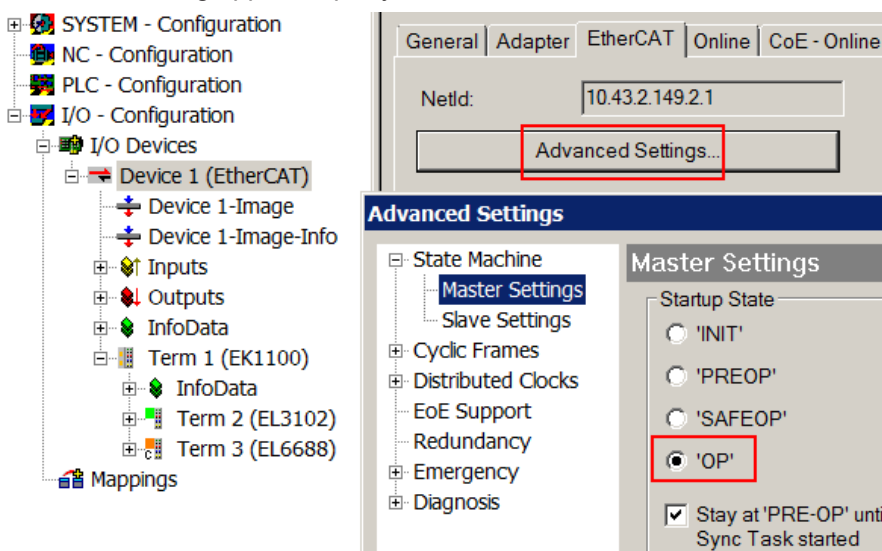 SYSTEM - Configuration
NC - Configuration
PLC - Configuration
I/O - Configuration
I/O Devices
Device 1 (EtherCAT)
Device 1-Image
Device 1-Image-Info
Inputs
Outputs
InfoData
Term 1 (EK1100)
InfoData
Term 2 (EL3102)
Term 3 (EL6688)
Mappings
General Adapter EtherCAT Online CoE - Online
NetId: 10.43.2.149.2.1
Advanced Settings...
Advanced Settings
State Machine
Master Settings
Slave Settings
Cyclic Frames
Distributed Clocks
EoE Support
Redundancy
Emergency
Diagnosis
Master Settings
Startup State
'INIT'
'PREOP'
'SAFEOP'
'OP'
Stay at 'PRE-OP' unti
Sync Task started